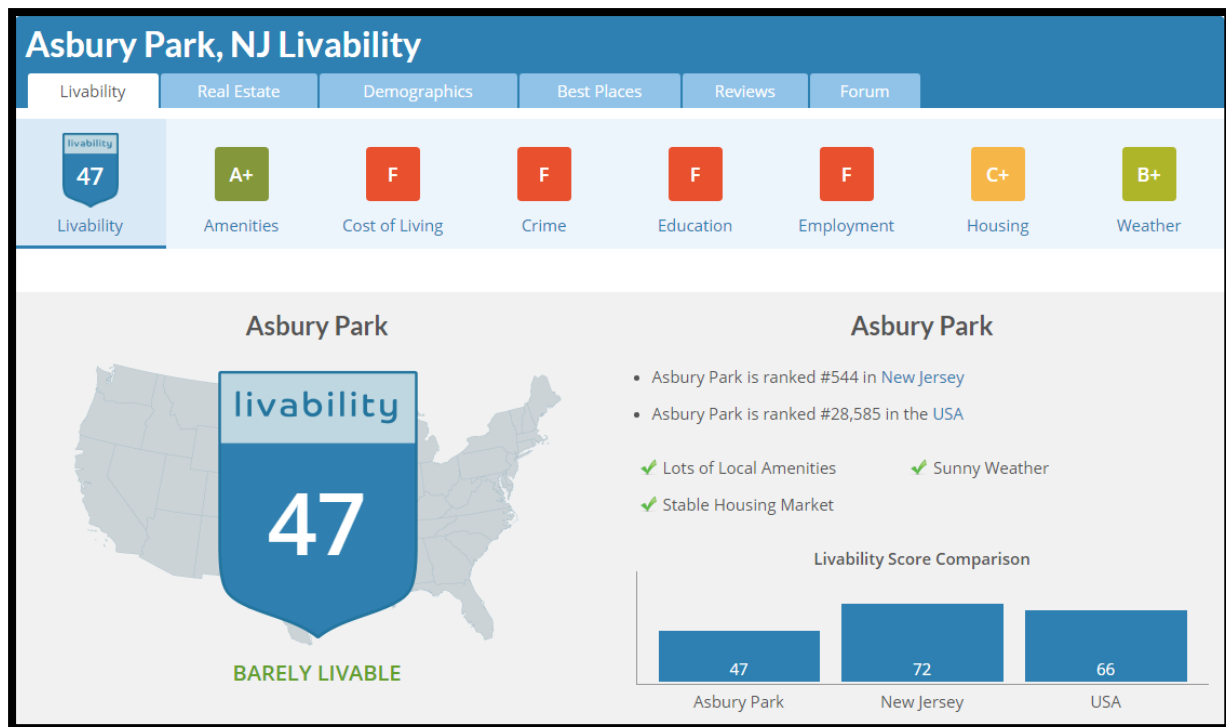 Asbury Park, NJ Livability
Livability Real Estate Demographics Best Places Reviews Forum
livability
47 A+ F F F F C+ B+
Livability Amenities Cost of Living Crime Education Employment Housing Weather
Asbury Park
livability
47
BARELY LIVABLE
Asbury Park
• Asbury Park is ranked #544 in New Jersey
• Asbury Park is ranked #28,585 in the USA
Lots of Local Amenities Sunny Weather
Stable Housing Market
Livability Score Comparison
47 72 66
Asbury Park New Jersey USA